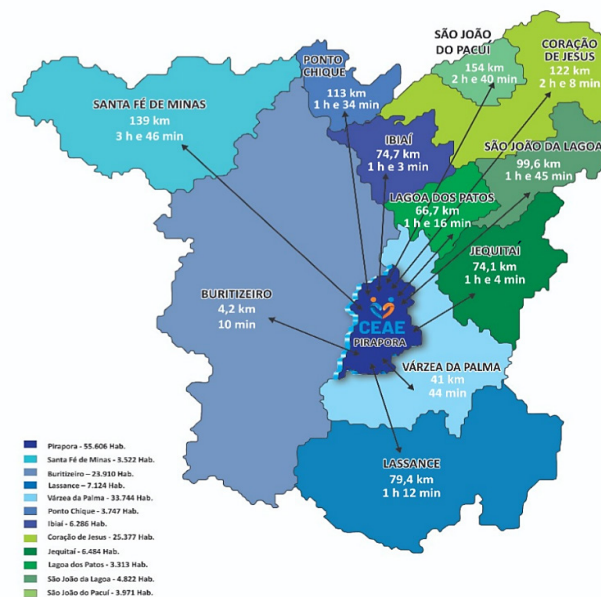 SÃO JOÃO
DO PACUÍ
154 km
2 h e 40 min
CORAÇÃO
DE JESUS
122 km
2 h e 8 min
PONTO
CHIQUE
113 km
1 h e 34 min
SANTA FÉ DE MINAS
139 km
3 h e 46 min
IBIAÍ
74,7 km
1 h e 3 min
SÃO JOÃO DA LAGOA
99,6 km
1 h e 45 min
LAGOA DOS PATOS
66,7 km
1 h e 16 min
JEQUITAÍ
74,1 km
1 h e 4 min
BURITIZEIRO
4,2 km
10 min
CEAE
PIRAPORA
VÁRZEA DA PALMA
41 km
44 min
LASSANCE
79,4 km
1 h 12 min
Pirapora - 55.606 Hab.
Santa Fé de Minas - 3.522 Hab.
Buritizeiro – 23.910 Hab.
Lassance – 7.124 Hab.
Várzea da Palma - 33.744 Hab.
Ponto Chique - 3.747 Hab.
Ibiaí - 6.286 Hab.
Coração de Jesus - 25.377 Hab.
Jequitaí - 6.484 Hab.
Lagoa dos Patos - 3.313 Hab.
São João da Lagoa - 4.822 Hab.
São João do Pacuí - 3.971 Hab.